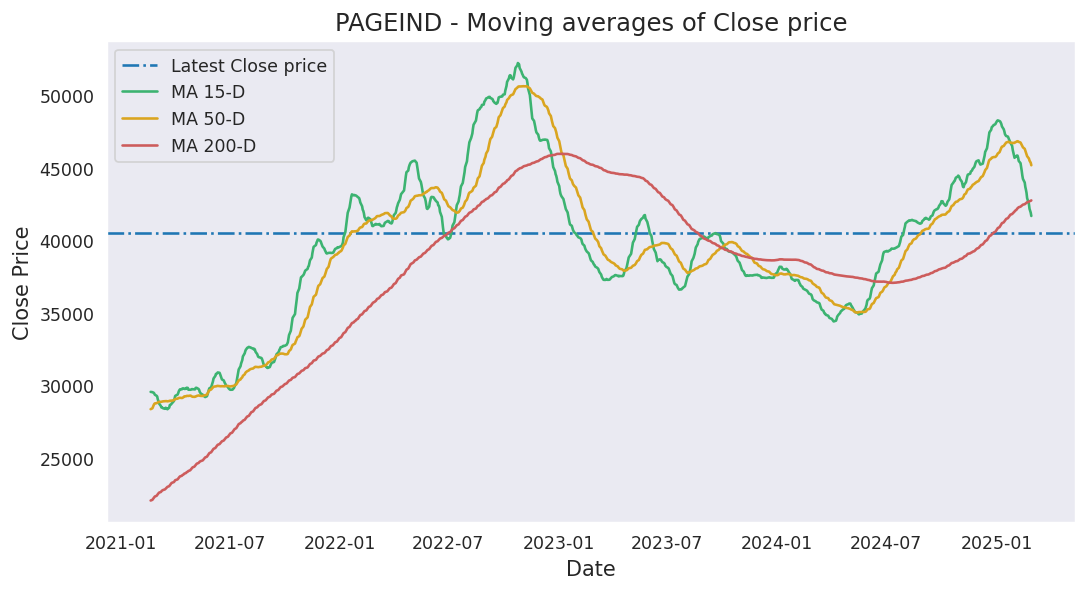 PAGEIND - Moving averages of Close price
Latest Close price
MA 15-D
MA 50-D
MA 200-D
50000
45000
40000
35000
30000
25000
Close Price
2021-01 2021-07 2022-01 2022-07 2023-01 2023-07 2024-01 2024-07 2025-01
Date